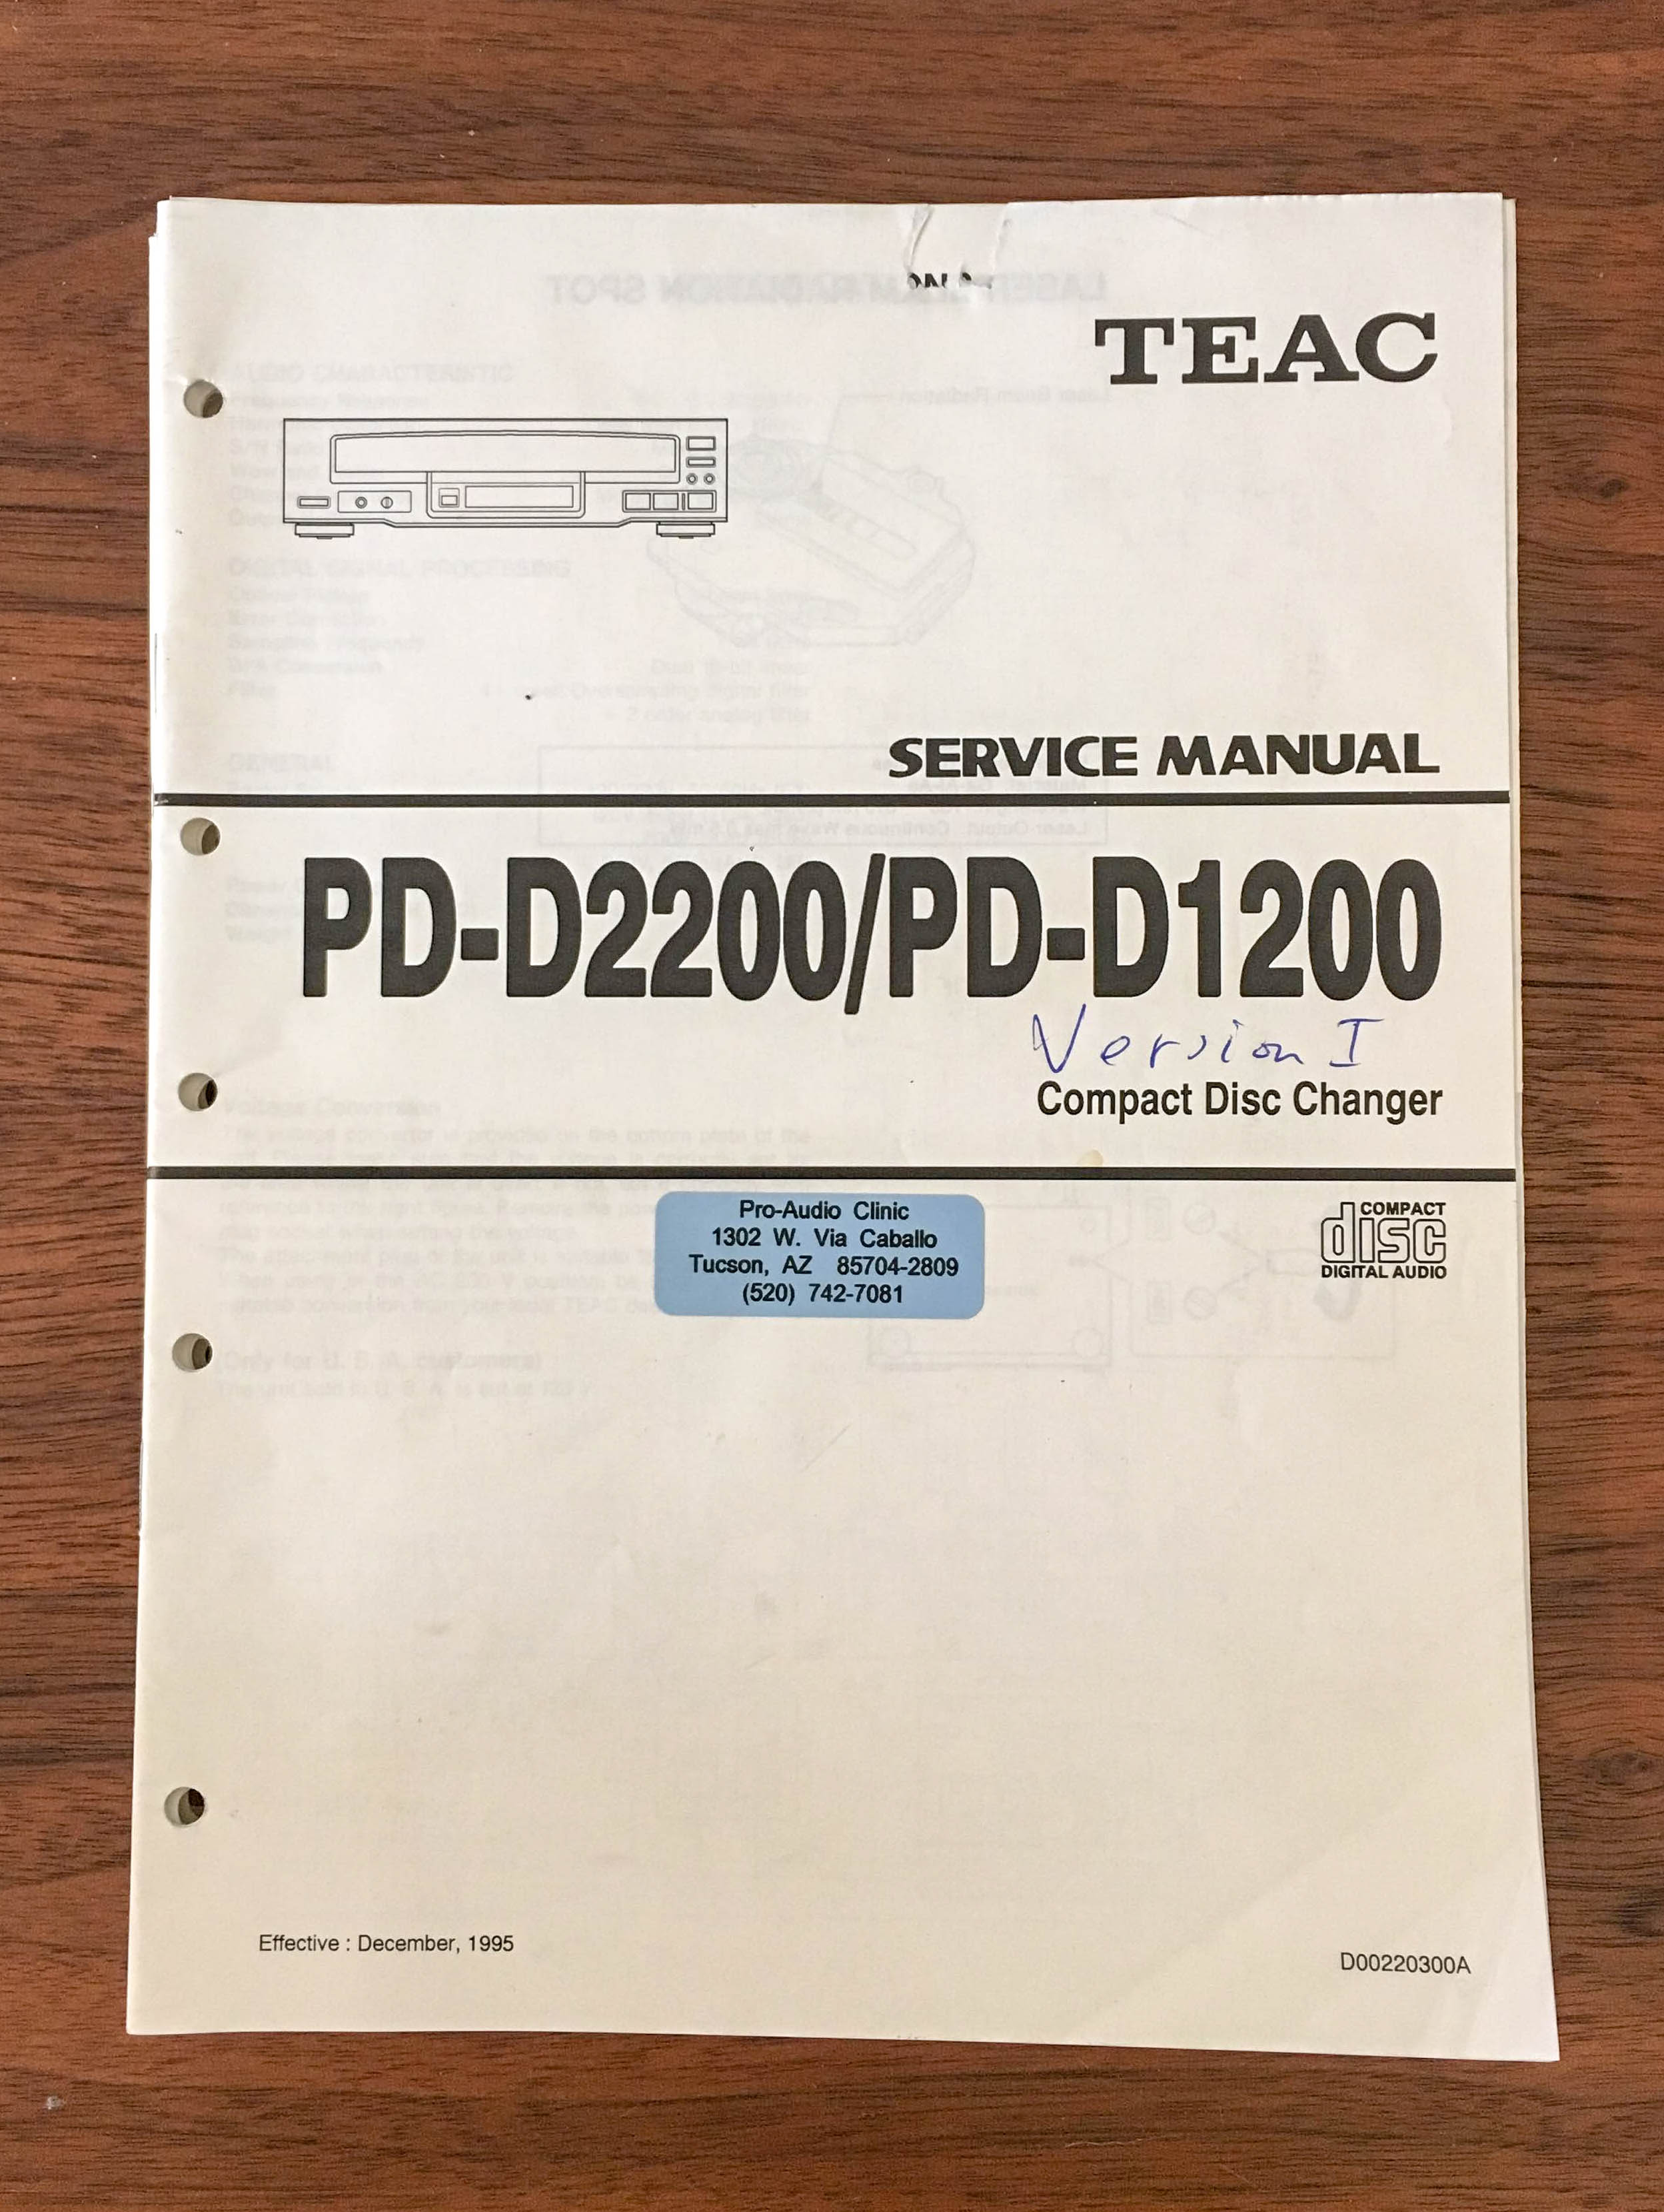 TEAC
SERVICE MANUAL
PD-D2200/PD-D1200
Version I
Compact Disc Changer
Pro-Audio Clinic
1302 W. Via Caballo
Tucson, AZ 85704-2809
(520) 742-7081
COMPACT
disc
DIGITAL AUDIO
Effective : December, 1995
D00220300A